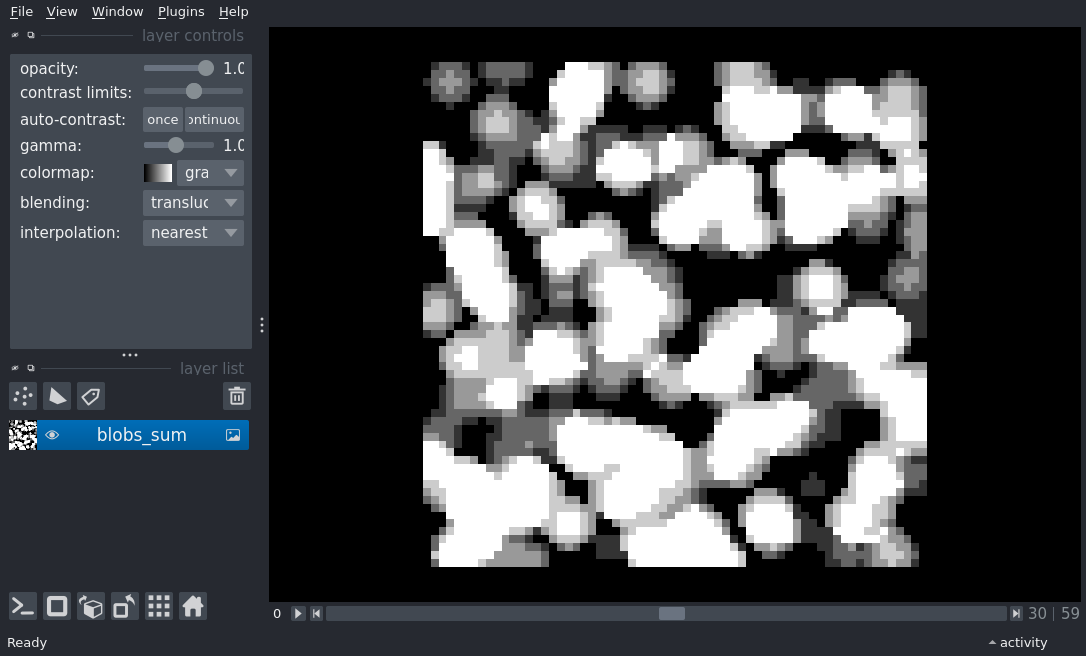 File View Window Plugins Help
layer controls
opacity: 1.0
contrast limits:
auto-contrast: once ontinuou
gamma: 1.0
colormap: gra
blending: transluc
interpolation: nearest
layer list
blobs_sum
0 30 59
Ready activity